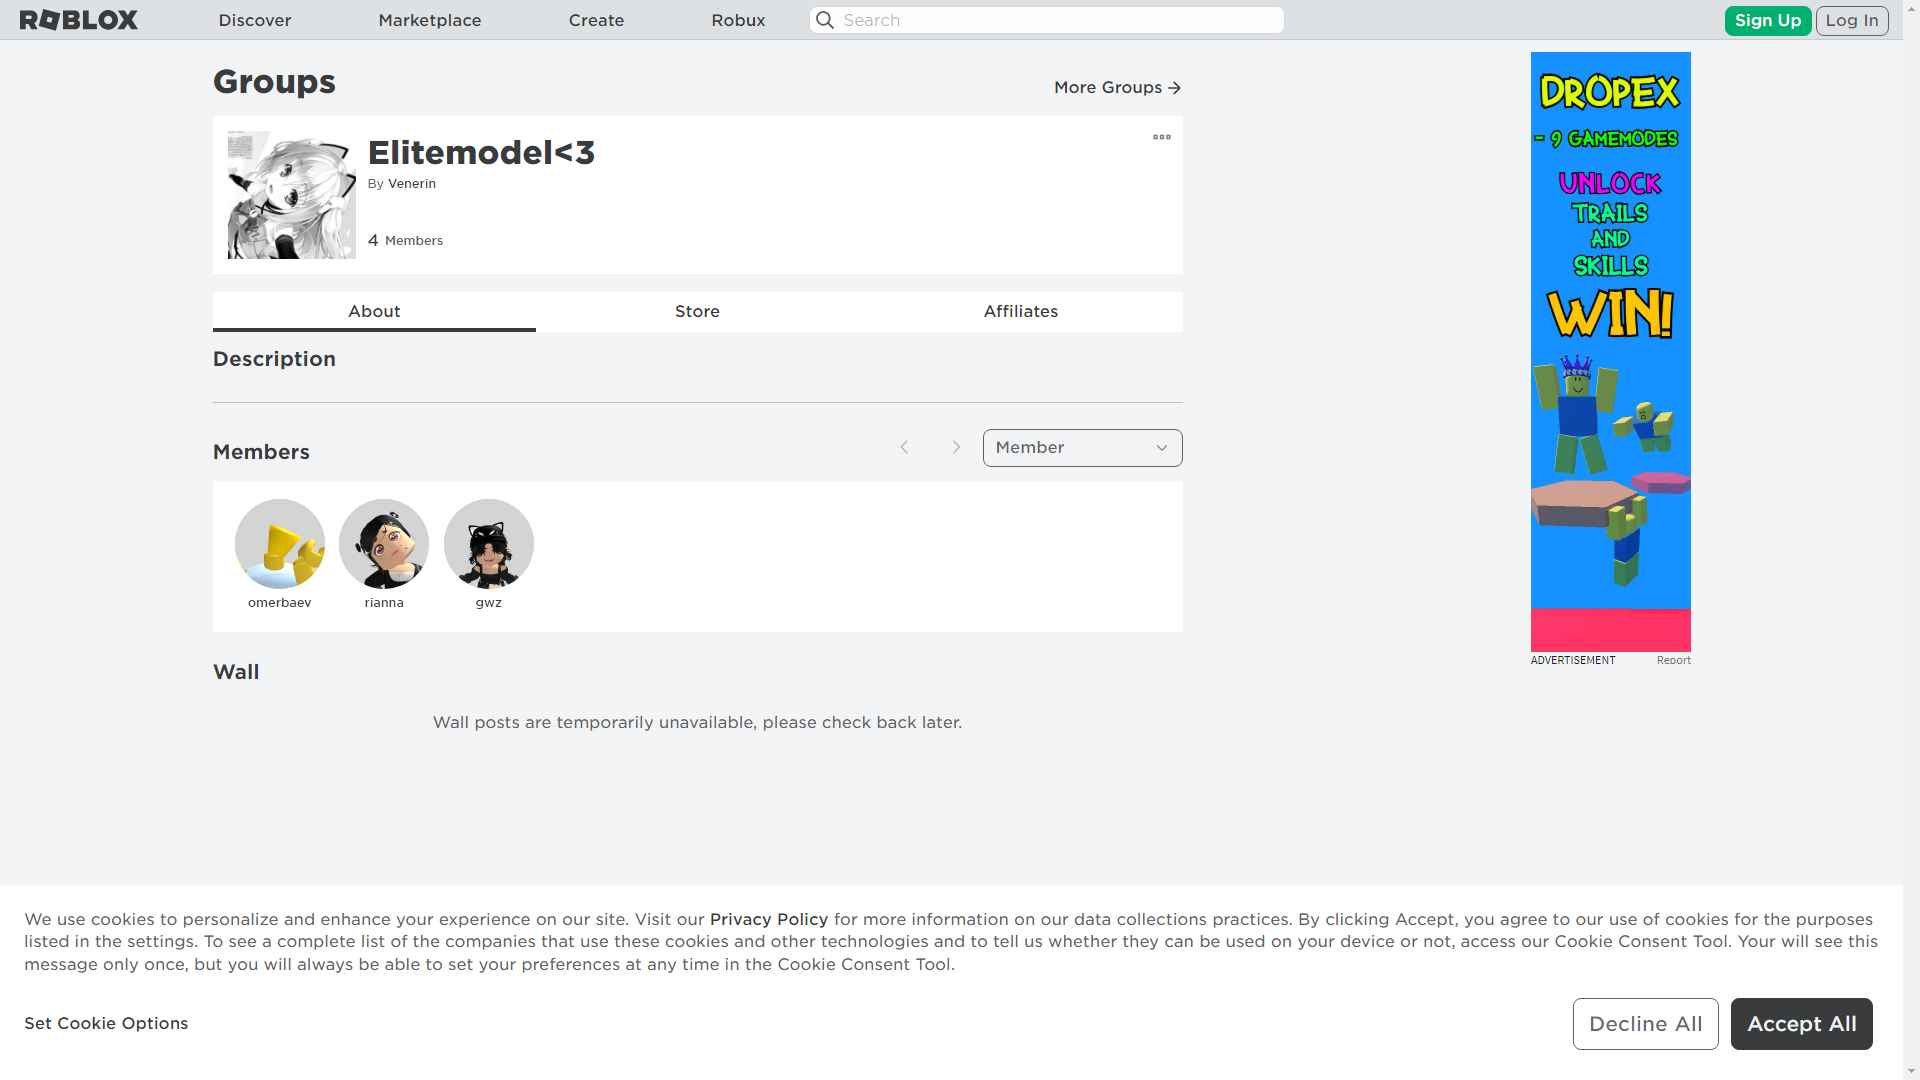 ROBLOX
Discover
Marketplace
Create
Robux
Search
Sign Up
Log In
Groups
More Groups
Elitemodel<3
By Venerin
4 Members
About
Store
Affiliates
Description
Members
Member
omerbaev
rianna
gwz
Wall
Wall posts are temporarily unavailable, please check back later.
DROPEX
- 9 GAMEMODES
UNLOCK
TRAILS
AND
SKILLS
WIN!
ADVERTISEMENT
Report
We use cookies to personalize and enhance your experience on our site. Visit our Privacy Policy for more information on our data collections practices. By clicking Accept, you agree to our use of cookies for the purposes
listed in the settings. To see a complete list of the companies that use these cookies and other technologies and to tell us whether they can be used on your device or not, access our Cookie Consent Tool. Your will see this
message only once, but you will always be able to set your preferences at any time in the Cookie Consent Tool.
Set Cookie Options
Decline All
Accept All